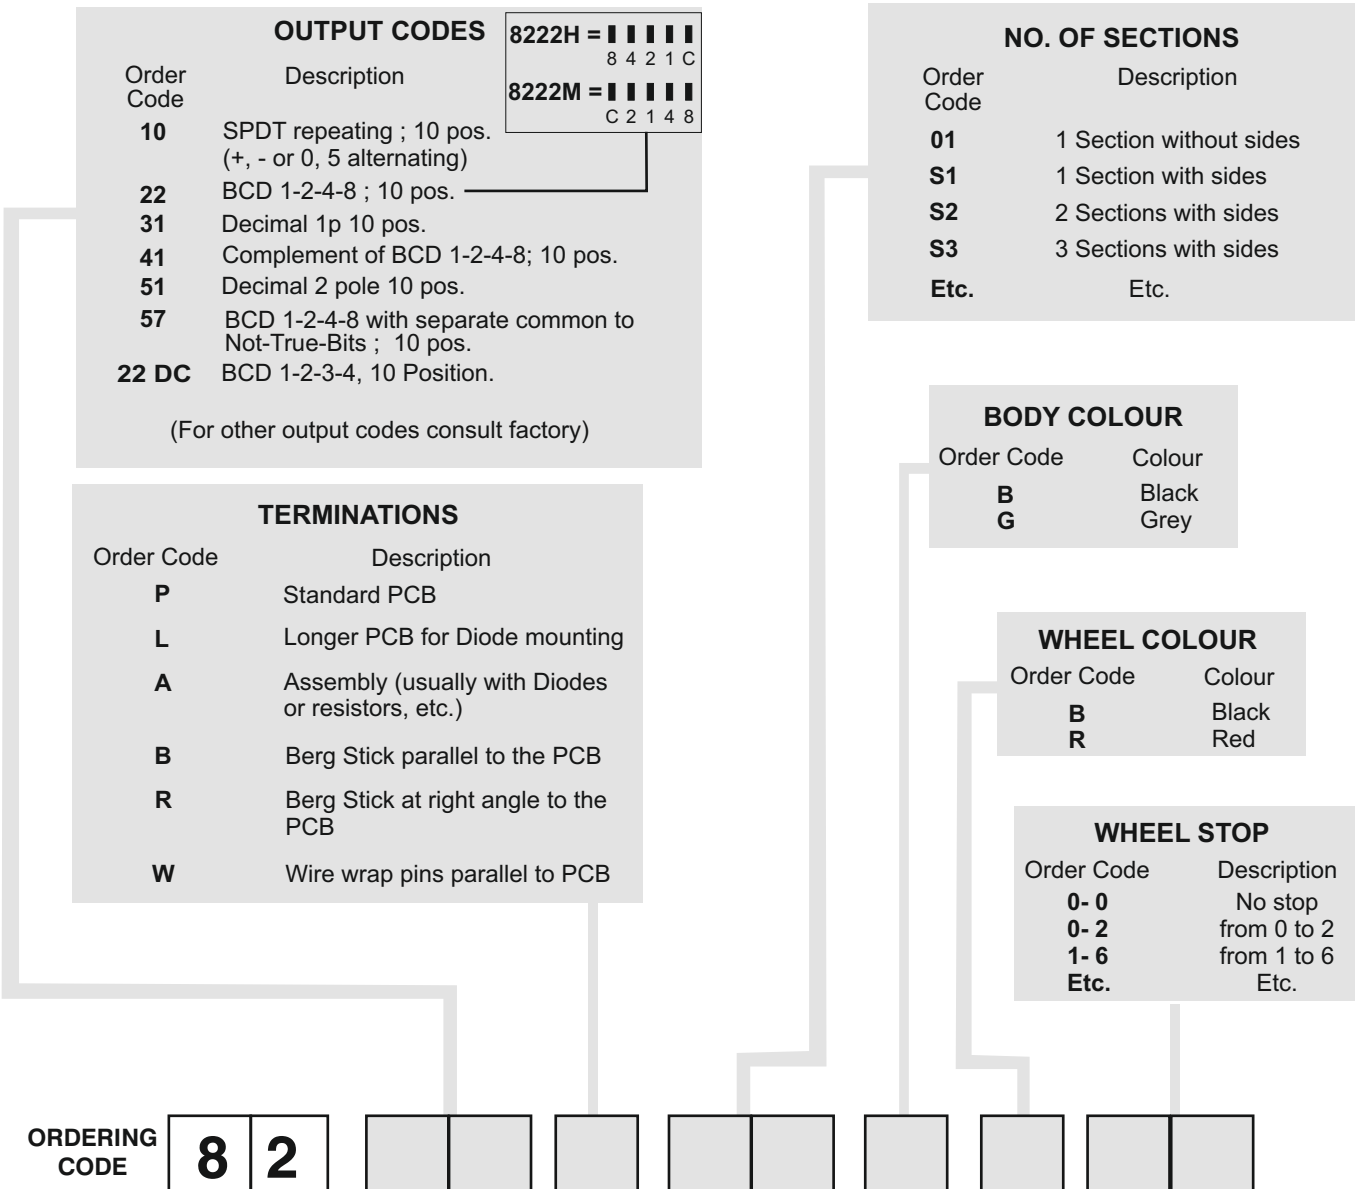 OUTPUT CODES
8222H =
8 4 2 1 C
8222M =
C 2 1 4 8
Order Code Description
10 SPDT repeating ; 10 pos.
(+, - or 0, 5 alternating)
22 BCD 1-2-4-8 ; 10 pos.
31 Decimal 1p 10 pos.
41 Complement of BCD 1-2-4-8; 10 pos.
51 Decimal 2 pole 10 pos.
57 BCD 1-2-4-8 with separate common to
Not-True-Bits ; 10 pos.
22 DC BCD 1-2-3-4, 10 Position.
(For other output codes consult factory)
TERMINATIONS
Order Code Description
P Standard PCB
L Longer PCB for Diode mounting
A Assembly (usually with Diodes
or resistors, etc.)
B Berg Stick parallel to the PCB
R Berg Stick at right angle to the
PCB
W Wire wrap pins parallel to PCB
NO. OF SECTIONS
Order Code Description
01 1 Section without sides
S1 1 Section with sides
S2 2 Sections with sides
S3 3 Sections with sides
Etc. Etc.
BODY COLOUR
Order Code Colour
B Black
G Grey
WHEEL COLOUR
Order Code Colour
B Black
R Red
WHEEL STOP
Order Code Description
0- 0 No stop
0- 2 from 0 to 2
1- 6 from 1 to 6
Etc. Etc.
ORDERING
CODE
8 2